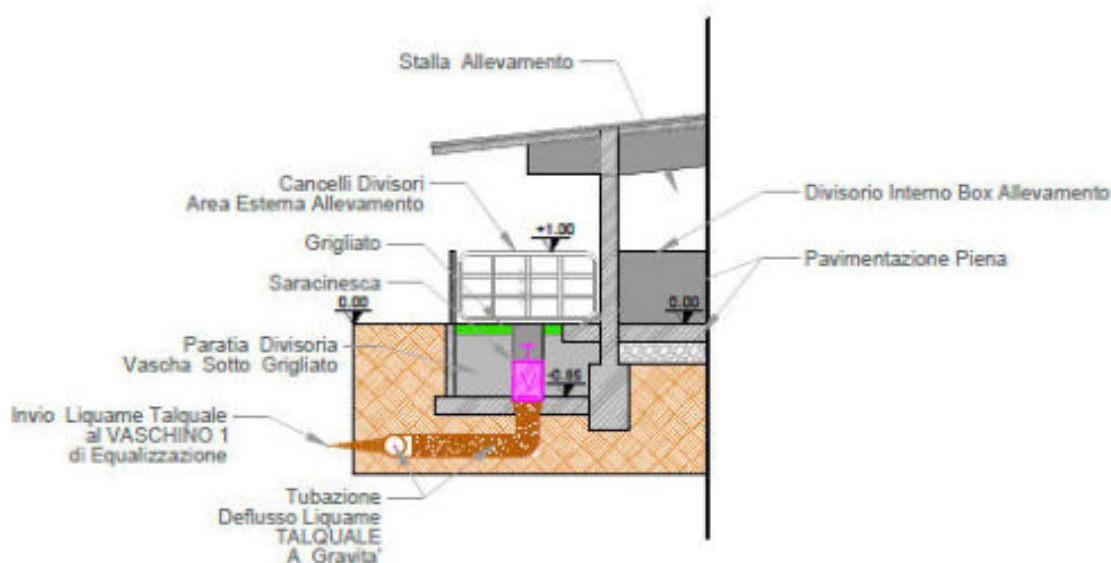 Stalla Allevamento
Cancelli Divisori
Area Esterna Allevamento
Divisorio Interno Box Allevamento
+1.00
Grigliato
Pavimentazione Piena
Saracinesca
0.00
0.00
Paratia Divisoria
Vascha Sotto Grigliato
Invio Liquame Talquale
al VASCHINO 1
di Equalizzazione
Tubazione
Deflusso Liquame
TALQUALE
A Gravita'